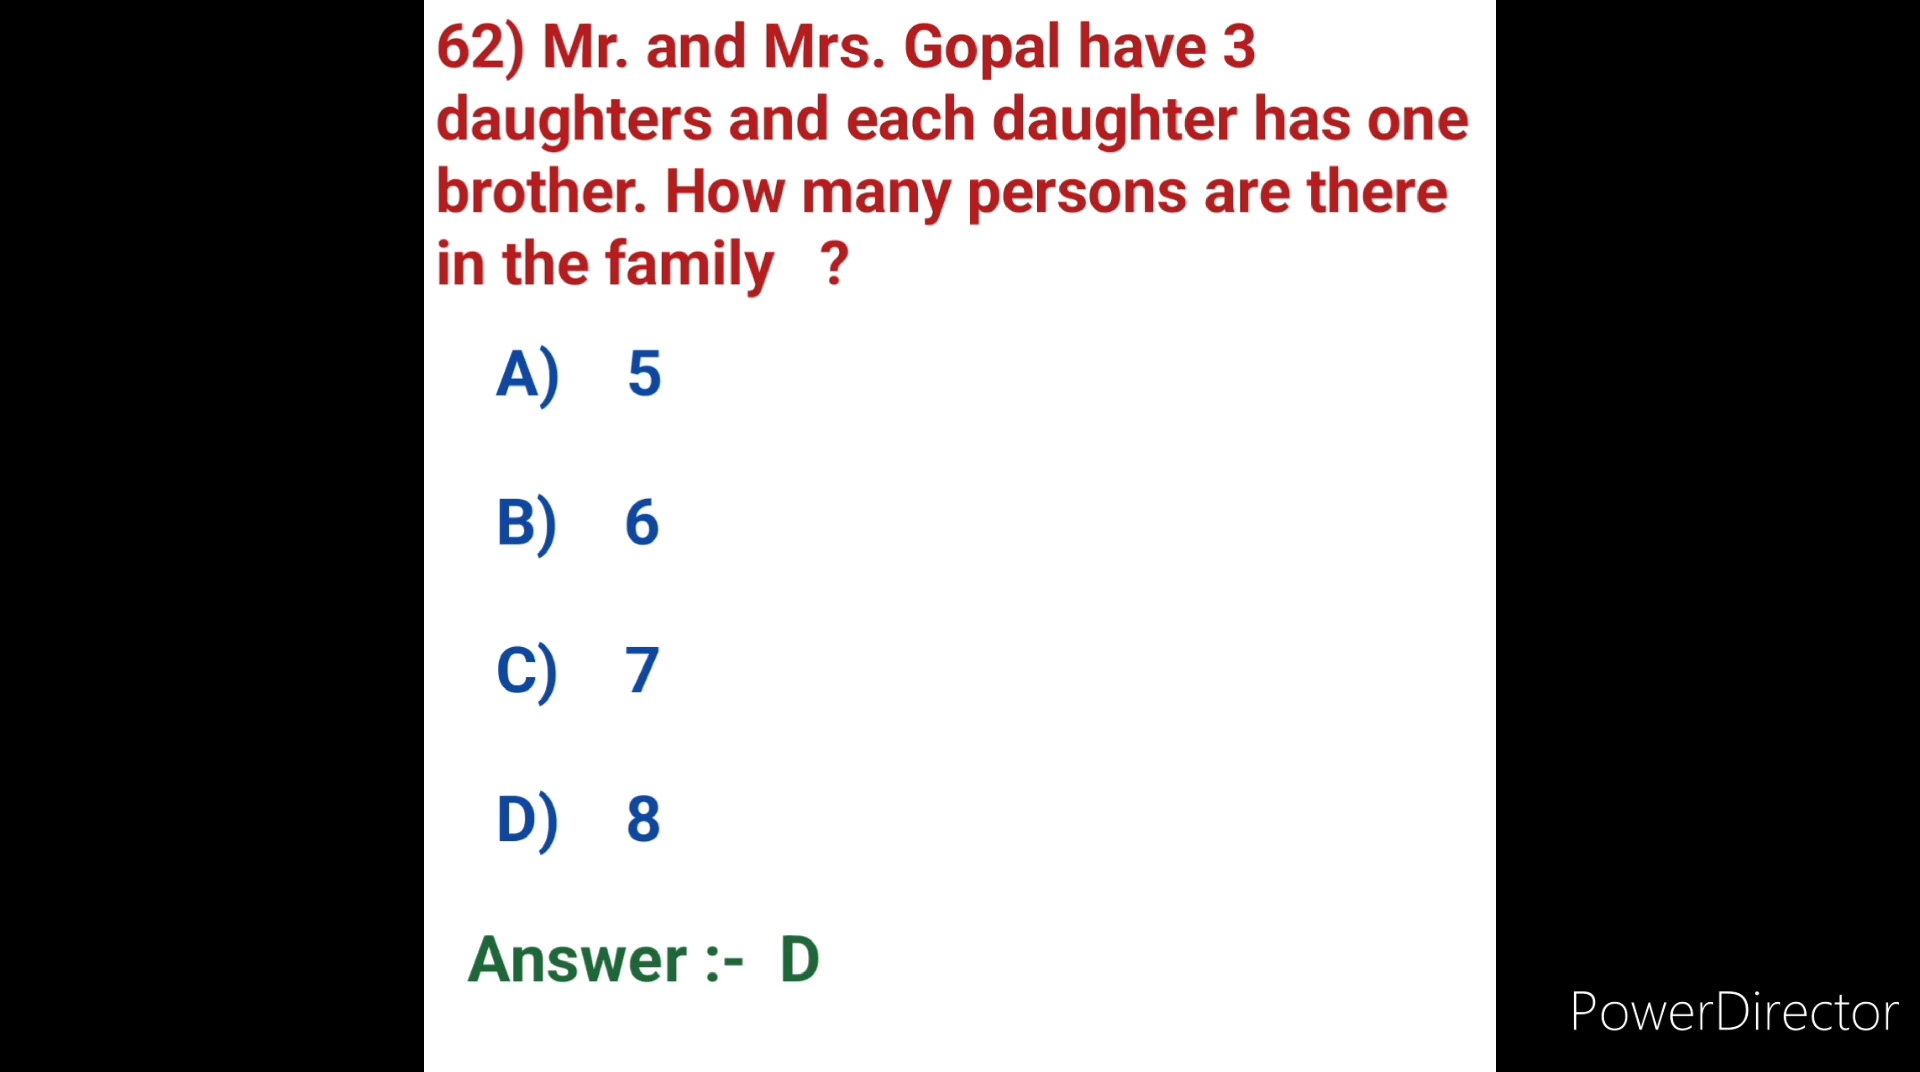 62) Mr. and Mrs. Gopal have 3
daughters and each daughter has one
brother. How many persons are there
in the family ?
A) 5
B) 6
C) 7
D) 8
Answer :- D
PowerDirector